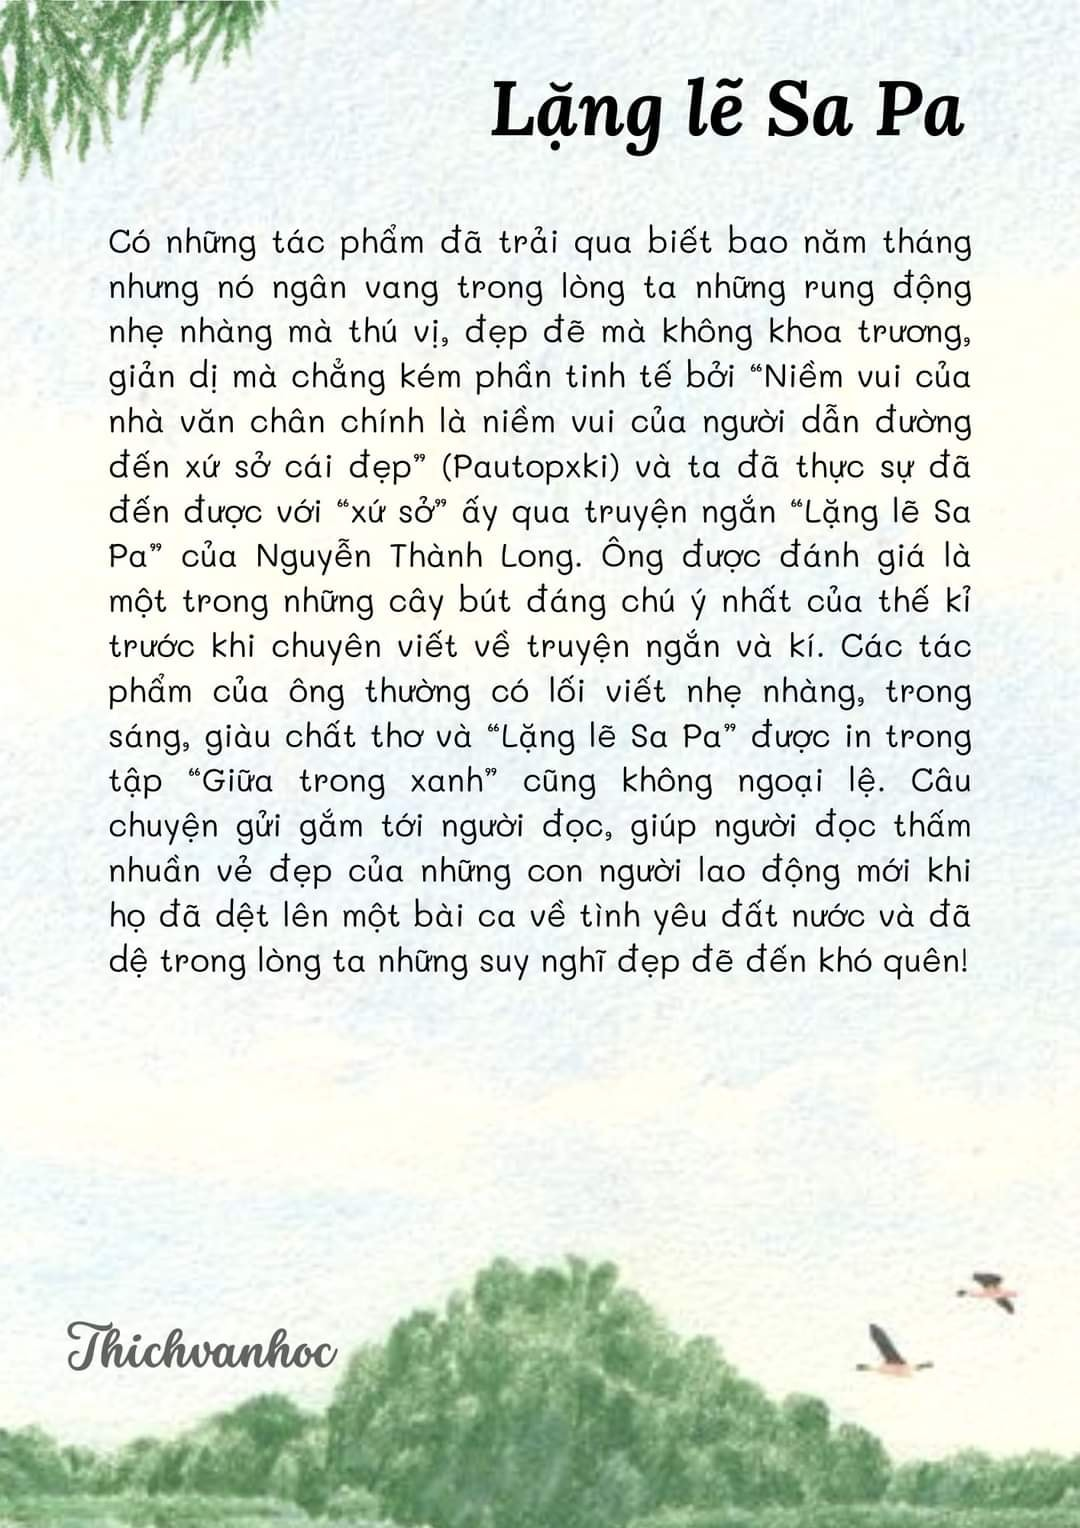 Lặng lẽ Sa Pa
Có những tác phẩm đã trải qua biết bao năm tháng
nhưng nó ngân vang trong lòng ta những rung động
nhẹ nhàng mà thú vị, đẹp đẽ mà không khoa trương,
giản dị mà chẳng kém phần tinh tế bởi “Niềm vui của
nhà văn chân chính là niềm vui của người dẫn đường
đến xứ sở cái đẹp” (Pautopxki) và ta đã thực sự đã
đến được với “xứ sở” ấy qua truyện ngắn “Lặng lẽ Sa
Pa” của Nguyễn Thành Long. Ông được đánh giá là
một trong những cây bút đáng chú ý nhất của thế kỉ
trước khi chuyên viết về truyện ngắn và kí. Các tác
phẩm của ông thường có lối viết nhẹ nhàng, trong
sáng, giàu chất thơ và “Lặng lẽ Sa Pa” được in trong
tập “Giữa trong xanh” cũng không ngoại lệ. Câu
chuyện gửi gắm tới người đọc, giúp người đọc thấm
nhuần vẻ đẹp của những con người lao động mới khi
họ đã dệt lên một bài ca về tình yêu đất nước và đã
dệ trong lòng ta những suy nghĩ đẹp đẽ đến khó quên!
Thichvanhoc